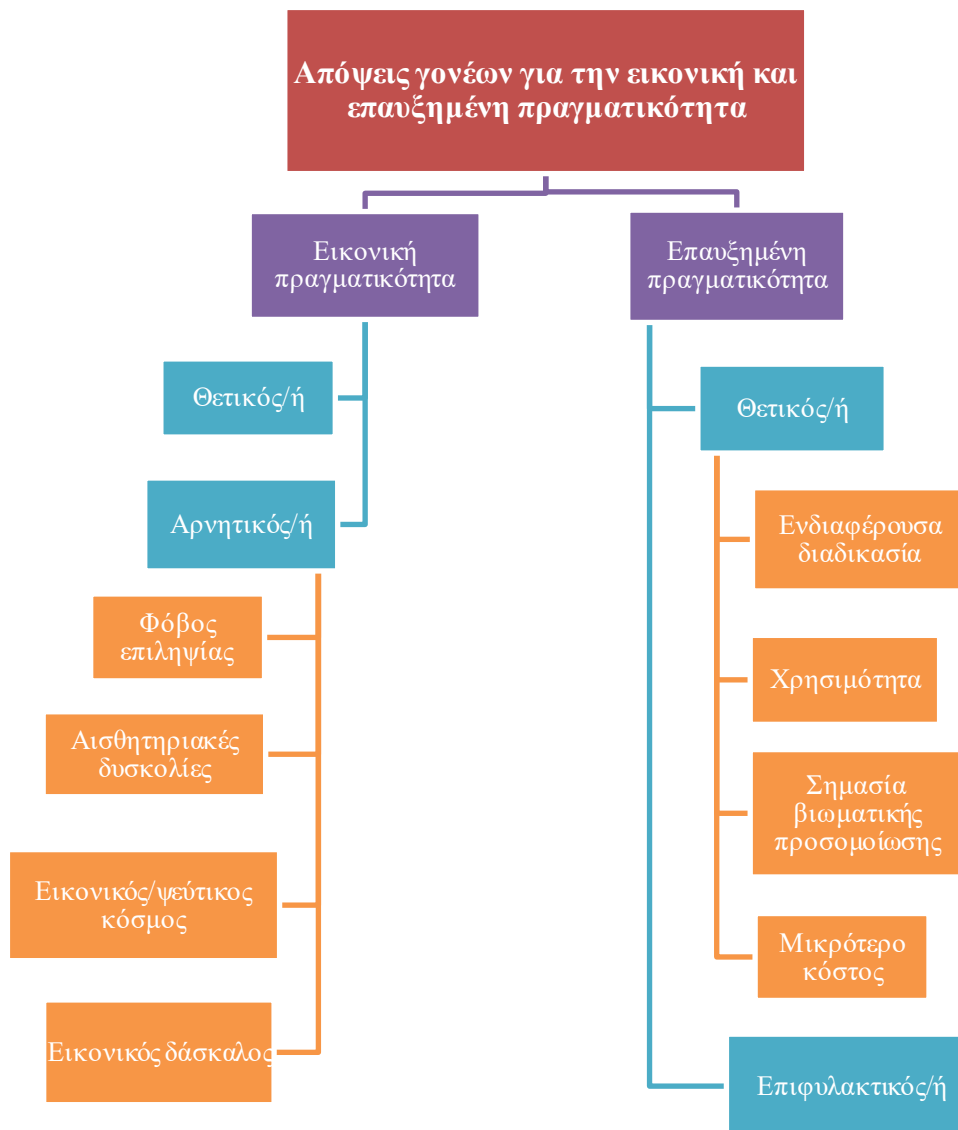 Απόψεις γονέων για την εικονική και
επαυξημένη πραγματικότητα
Εικονική
πραγματικότητα
Θετικός/ή
Αρνητικός/ή
Φόβος
επιληψίας
Αισθητηριακές
δυσκολίες
Εικονικός/ψεύτικος
κόσμος
Εικονικός δάσκαλος
Επαυξημένη
πραγματικότητα
Θετικός/ή
Ενδιαφέρουσα
διαδικασία
Χρησιμότητα
Σημασία
βιωματικής
προσομοίωσης
Μικρότερο
κόστος
Επιφυλακτικός/ή